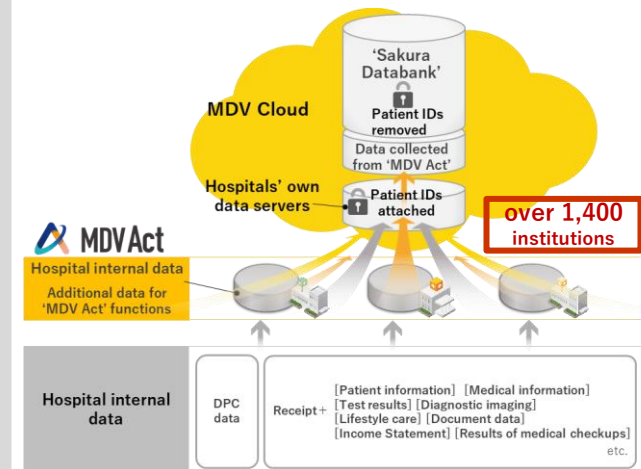 ‘Sakura
Databank’
Patient IDs
removed
MDV Cloud
Data collected
from ‘MDV Act’
Hospitals’ own
data servers
Patient IDs
attached
over 1,400
institutions
MDV Act
Hospital internal data
Additional data for
‘MDV Act’ functions
Hospital internal
data
DPC
data
Receipt+
[Patient information] [Medical information]
[Test results] [Diagnostic imaging]
[Lifestyle care] [Document data]
[Income Statement] [Results of medical checkups]
etc.